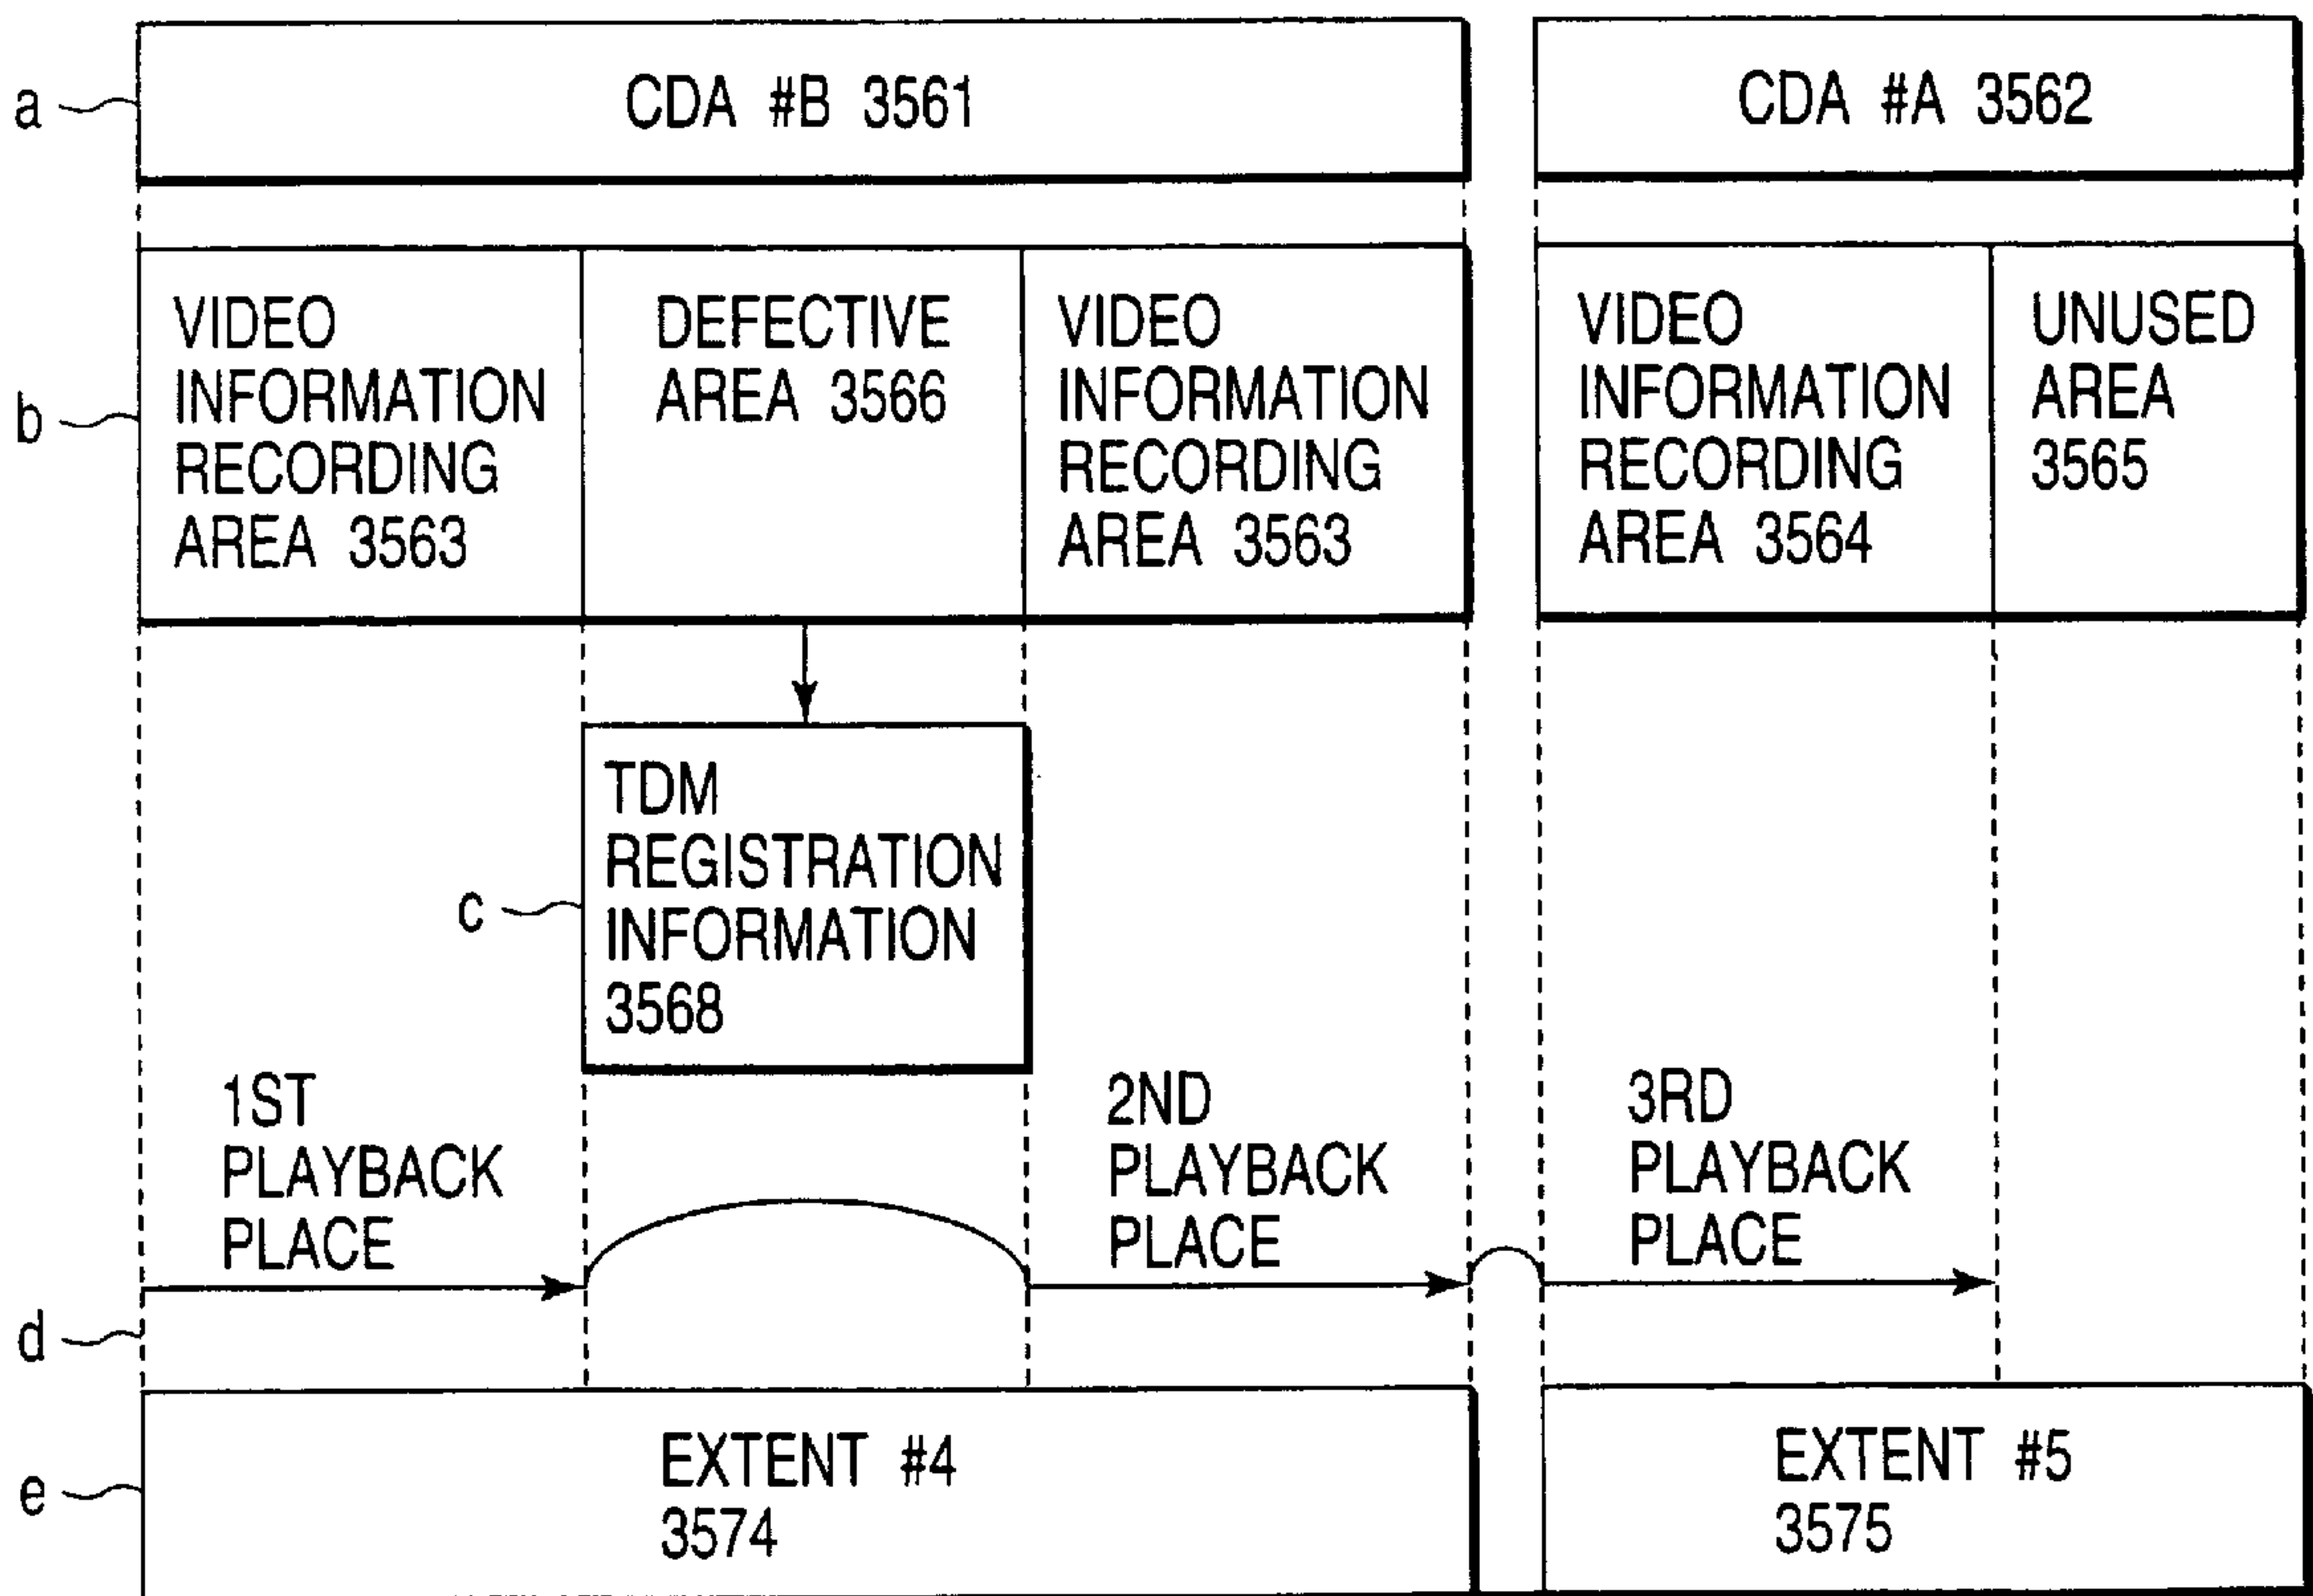 a
CDA #B 3561
CDA #A 3562
b
VIDEO
INFORMATION
RECORDING
AREA 3563
DEFECTIVE
AREA 3566
VIDEO
INFORMATION
RECORDING
AREA 3563
VIDEO
INFORMATION
RECORDING
AREA 3564
UNUSED
AREA
3565
c
TDM
REGISTRATION
INFORMATION
3568
1ST
PLAYBACK
PLACE
2ND
PLAYBACK
PLACE
3RD
PLAYBACK
PLACE
d
e
EXTENT #4
3574
EXTENT #5
3575